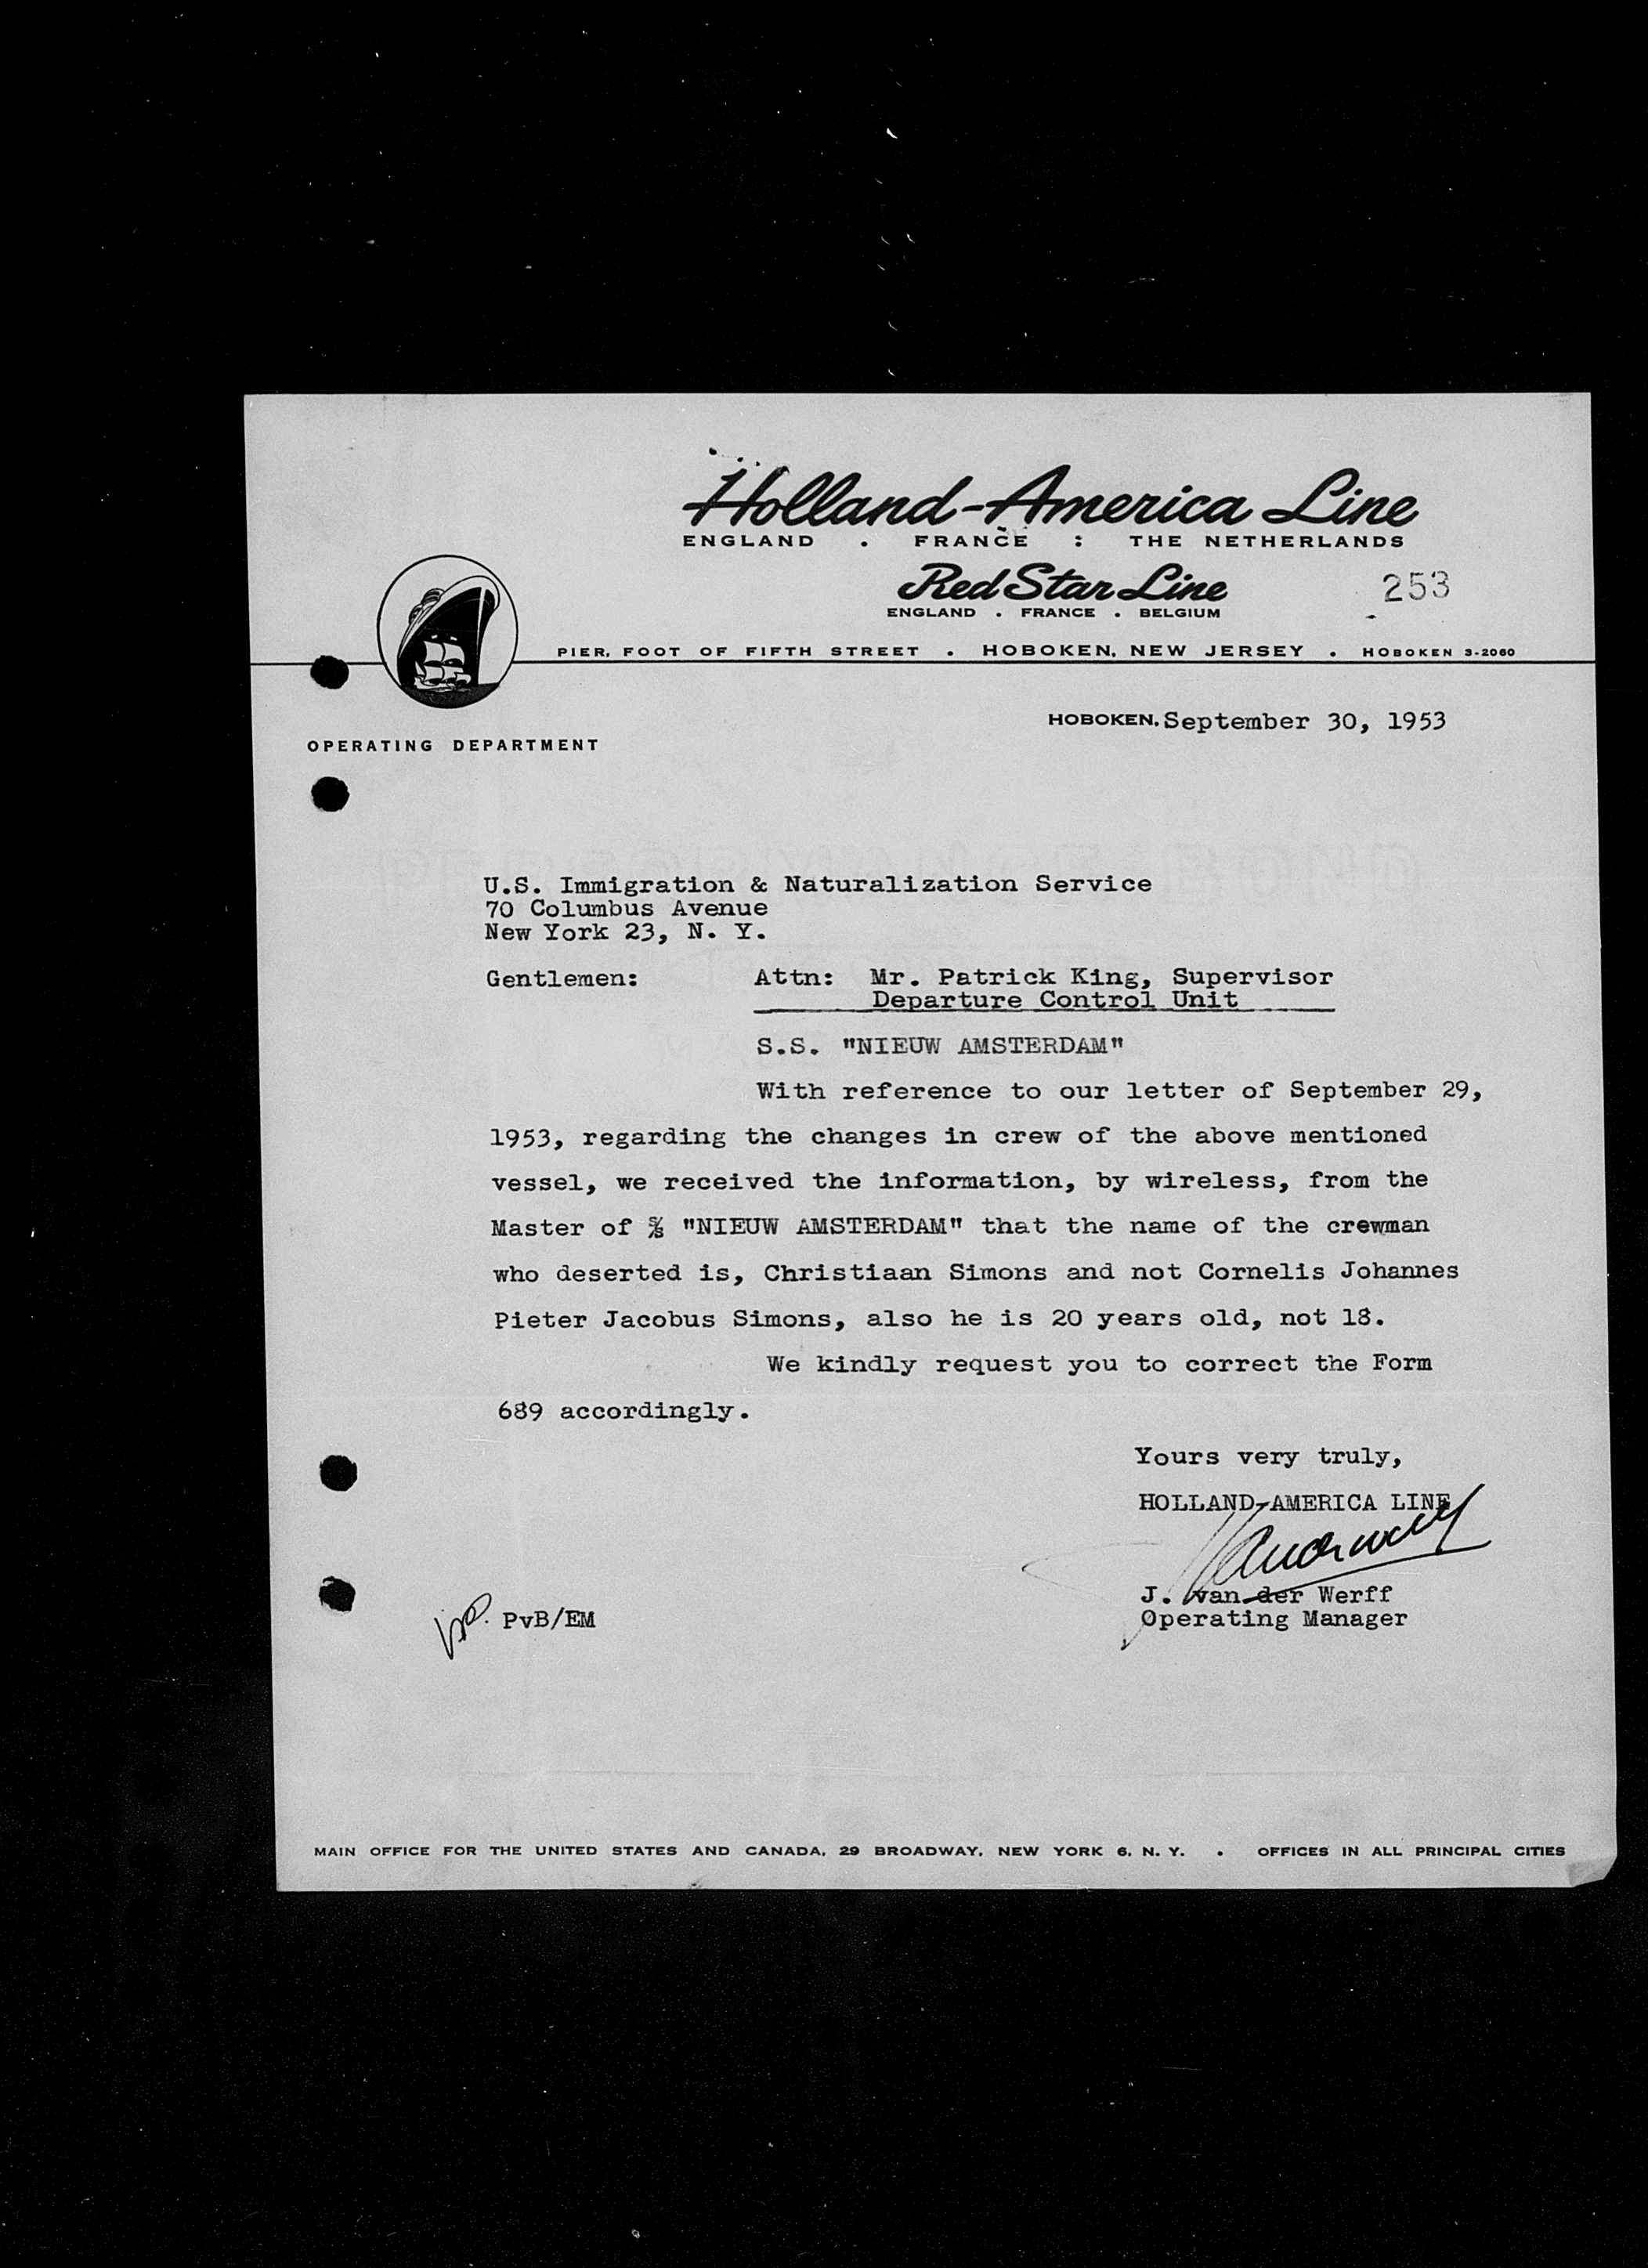 Holland-America Line
ENGLAND . FRANCE : THE NETHERLANDS
Red Star Line
253
ENGLAND . FRANCE . BELGIUM
PIER, FOOT OF FIFTH STREET . HOBOKEN, NEW JERSEY . HOBOKEN 3-2060
HOBOKEN, September 30, 1953
OPERATING DEPARTMENT
U.S. Immigration & Naturalization Service
70 Columbus Avenue
New York 23, N. Y.
Gentlemen: Attn: Mr. Patrick King, Supervisor
Departure Control Unit
S.S. "NIEUW AMSTERDAM"
With reference to our letter of September 29,
1953, regarding the changes in crew of the above mentioned
vessel, we received the information, by wireless, from the
Master of S/S "NIEUW AMSTERDAM" that the name of the crewman
who deserted is, Christiaan Simons and not Cornelis Johannes
Pieter Jacobus Simons, also he is 20 years old, not 18.
We kindly request you to correct the Form
689 accordingly.
Yours very truly,
HOLLAND-AMERICA LINE
J. van der Werff
Operating Manager
PvB/EM
MAIN OFFICE FOR THE UNITED STATES AND CANADA, 29 BROADWAY, NEW YORK 6, N. Y. . OFFICES IN ALL PRINCIPAL CITIES